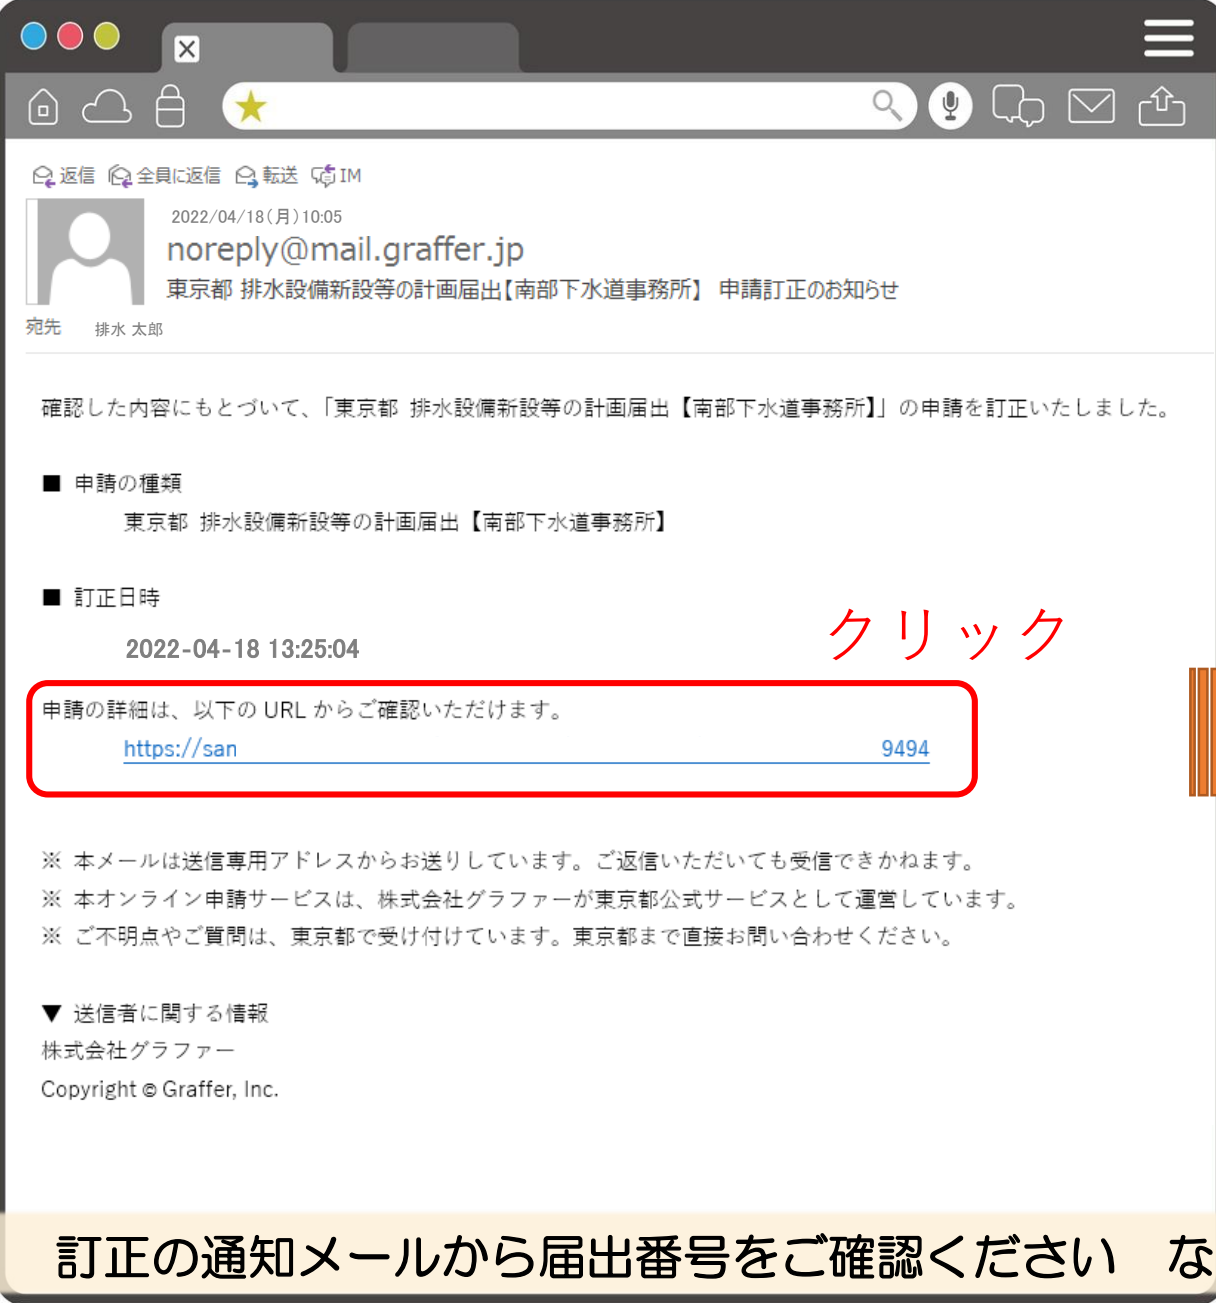 返信 全員に返信 転送 IM
2022/04/18(月)10:05
noreply@mail.graffer.jp
東京都 排水設備新設等の計画届出【南部下水道事務所】 申請訂正のお知らせ
宛先 排水 太郎
確認した内容にもとづいて、「東京都 排水設備新設等の計画届出【南部下水道事務所】」の申請を訂正いたしました。
■ 申請の種類
東京都 排水設備新設等の計画届出【南部下水道事務所】
■ 訂正日時
クリック
2022-04-18 13:25:04
申請の詳細は、以下の URL からご確認いただけます。
https://san 9494
※ 本メールは送信専用アドレスからお送りしています。ご返信いただいても受信できかねます。
※ 本オンライン申請サービスは、株式会社グラファーが東京都公式サービスとして運営しています。
※ ご不明点やご質問は、東京都で受け付けています。東京都まで直接お問い合わせください。
▼ 送信者に関する情報
株式会社グラファー
Copyright © Graffer, Inc.
訂正の通知メールから届出番号をご確認ください な